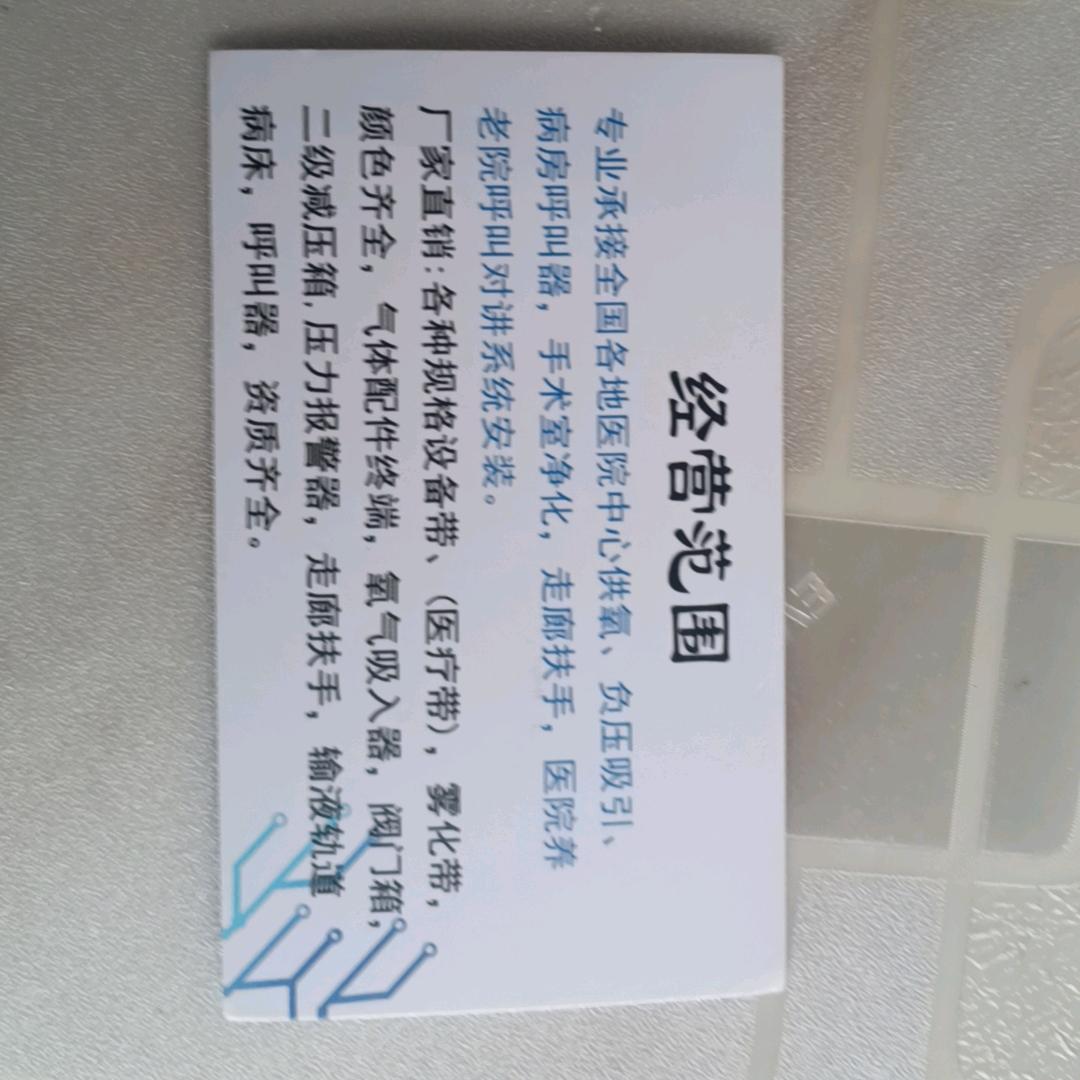 经营范围
专业承接全国各地医院中心供氧、负压吸引、
病房呼叫器，手术室净化，走廊扶手，医院养
老院呼叫对讲系统安装。
厂家直销：各种规格设备带、（医疗带），雾化带，
颜色齐全，气体配件终端，氧气吸入器，阀门箱，
二级减压箱，压力报警器，走廊扶手，输液轨道
病床，呼叫器，资质齐全。